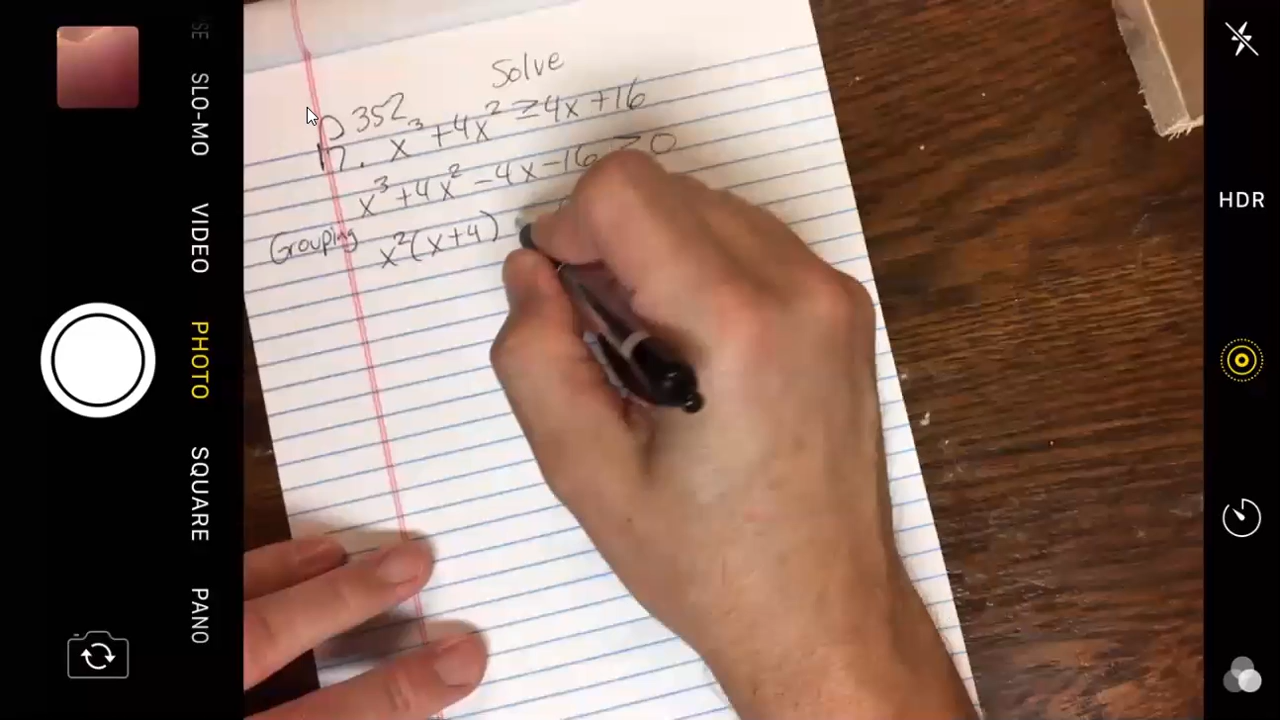 SE
SLO-MO
VIDEO
PHOTO
SQUARE
PANO
HDR
Solve
p 352
17. x³ +4x² ≥ 4x +16
x³ +4x² -4x -16 ≥ 0
Grouping x²(x+4)